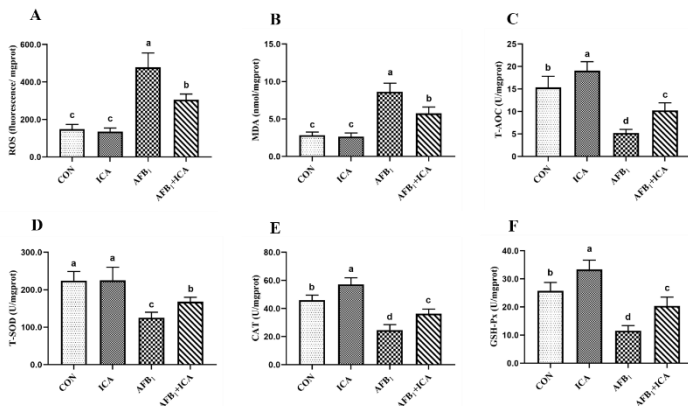 A
ROS (fluorescence/ mgprot)
600.0
400.0
200.0
0.0
c
c
a
b
CON
ICA
AFB₁
AFB₁+ICA
B
MDA (nmol/mgprot)
15.0
10.0
5.0
0.0
c
c
a
b
CON
ICA
AFB₁
AFB₁+ICA
C
T-AOC (U/mgprot)
25
20
15
10
5
0
b
a
d
c
CON
ICA
AFB₁
AFB₁+ICA
D
T-SOD (U/mgprot)
300.0
200.0
100.0
0.0
a
a
c
b
CON
ICA
AFB₁
AFB₁+ICA
E
CAT (U/mgprot)
80.0
60.0
40.0
20.0
0.0
b
a
d
c
CON
ICA
AFB₁
AFB₁+ICA
F
GSH-Px (U/mgprot)
40.0
30.0
20.0
10.0
0.0
b
a
d
c
CON
ICA
AFB₁
AFB₁+ICA